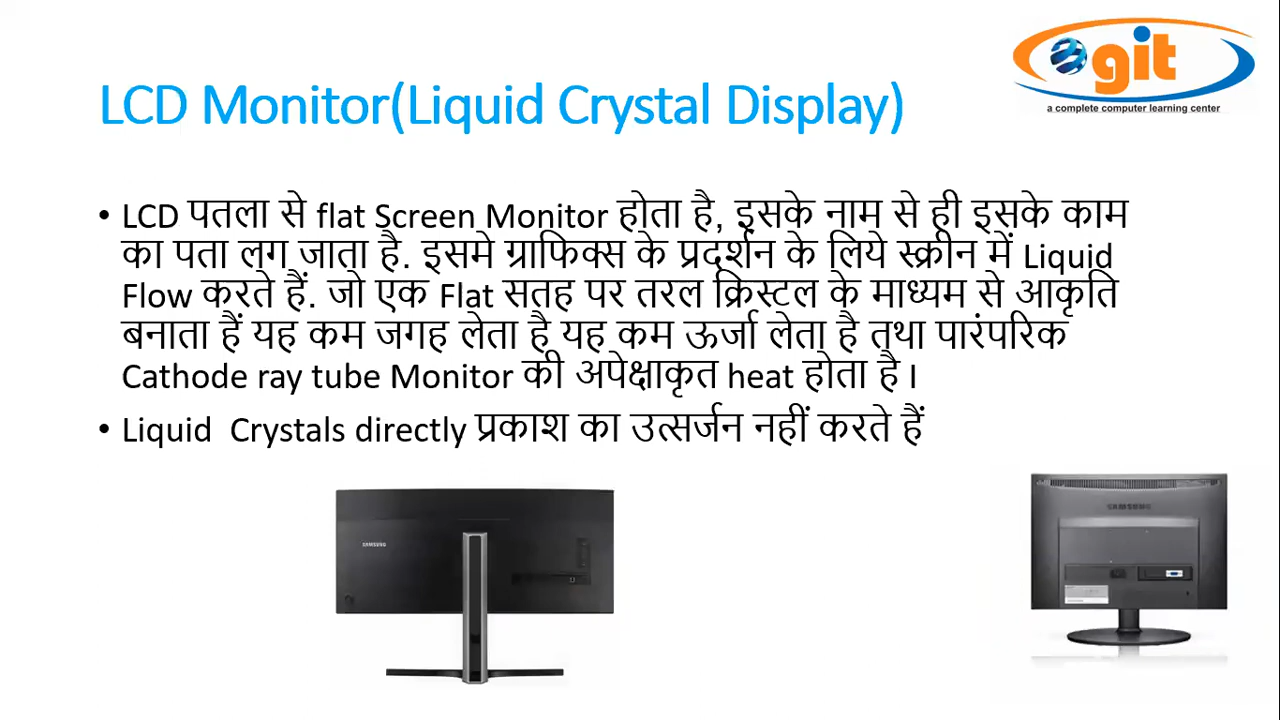 egit
a complete computer learning center
LCD Monitor(Liquid Crystal Display)
• LCD पतला से flat Screen Monitor होता है, इसके नाम से ही इसके काम
का पता लग जाता है. इसमे ग्राफिक्स के प्रदर्शन के लिये स्क्रीन में Liquid
Flow करते हैं. जो एक Flat सतह पर तरल क्रिस्टल के माध्यम से आकृति
बनाता हैं यह कम जगह लेता है यह कम ऊर्जा लेता है तथा पारंपरिक
Cathode ray tube Monitor की अपेक्षाकृत heat होता है I
• Liquid Crystals directly प्रकाश का उत्सर्जन नहीं करते हैं
SAMSUNG
SAMSUNG